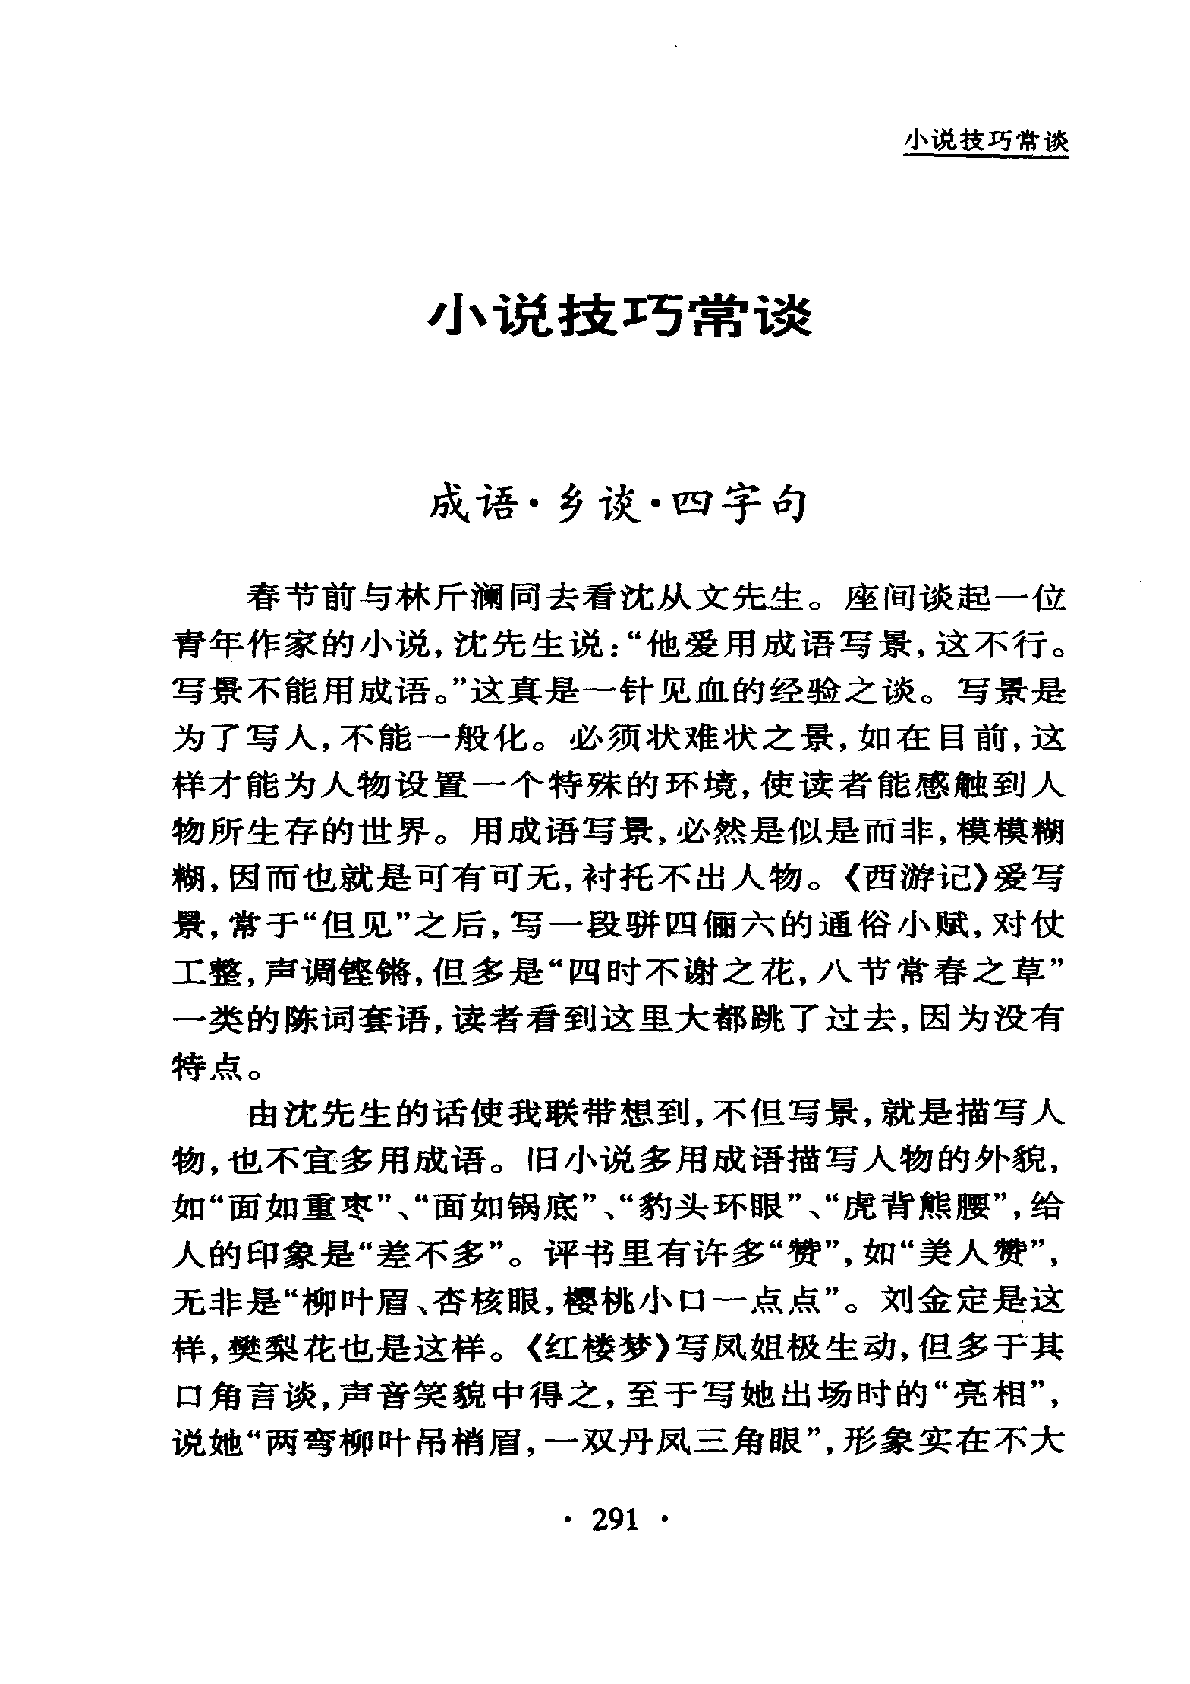 小说技巧常谈
小说技巧常谈
成语·乡谈·四字句
春节前与林斤澜同去看沈从文先生。座间谈起一位
青年作家的小说,沈先生说:“他爱用成语写景,这不行。
写景不能用成语。”这真是一针见血的经验之谈。写景是
为了写人,不能一般化。必须状难状之景,如在目前,这
样才能为人物设置一个特殊的环境,使读者能感触到人
物所生存的世界。用成语写景,必然是似是而非,模模糊
糊,因而也就是可有可无,衬托不出人物。《西游记》爱写
景,常于“但见”之后,写一段骈四俪六的通俗小赋,对仗
工整,声调铿锵,但多是“四时不谢之花,八节常春之草”
一类的陈词套语,读者看到这里大都跳了过去,因为没有
特点。
由沈先生的话使我联带想到,不但写景,就是描写人
物,也不宜多用成语。旧小说多用成语描写人物的外貌,
如“面如重枣”、“面如锅底”、“豹头环眼”、“虎背熊腰”,给
人的印象是“差不多”。评书里有许多“赞”,如“美人赞”,
无非是“柳叶眉、杏核眼,樱桃小口一点点”。刘金定是这
样,樊梨花也是这样。《红楼梦》写凤姐极生动,但多于其
口角言谈,声音笑貌中得之,至于写她出场时的“亮相”,
说她“两弯柳叶吊梢眉,一双丹凤三角眼”,形象实在不大
· 291 ·